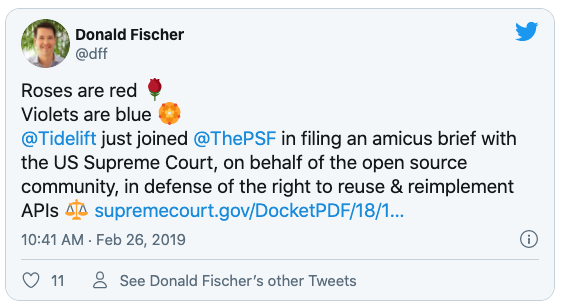 Donald Fischer
@dff
Roses are red 🌹
Violets are blue 🏵️
@Tidelift just joined @ThePSF in filing an amicus brief with
the US Supreme Court, on behalf of the open source
community, in defense of the right to reuse & reimplement
APIs ⚖️ supremecourt.gov/DocketPDF/18/1...
10:41 AM · Feb 26, 2019
11 See Donald Fischer's other Tweets